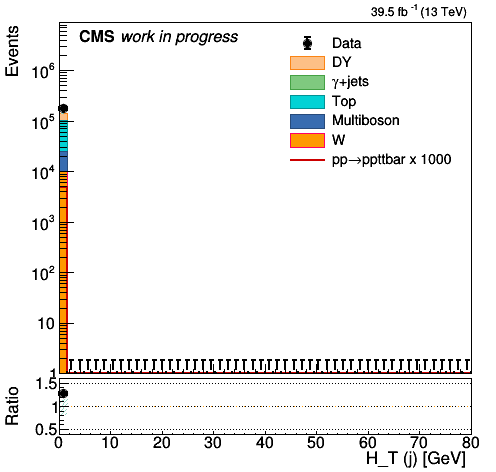 39.5 fb⁻¹ (13 TeV)
CMS work in progress
Events
Data
DY
γ+jets
Top
Multiboson
W
pp→ppttbar x 1000
10⁶
10⁵
10⁴
10³
10²
10
1
Ratio
1.5
1
0.5
0 10 20 30 40 50 60 70 80
H_T (j) [GeV]